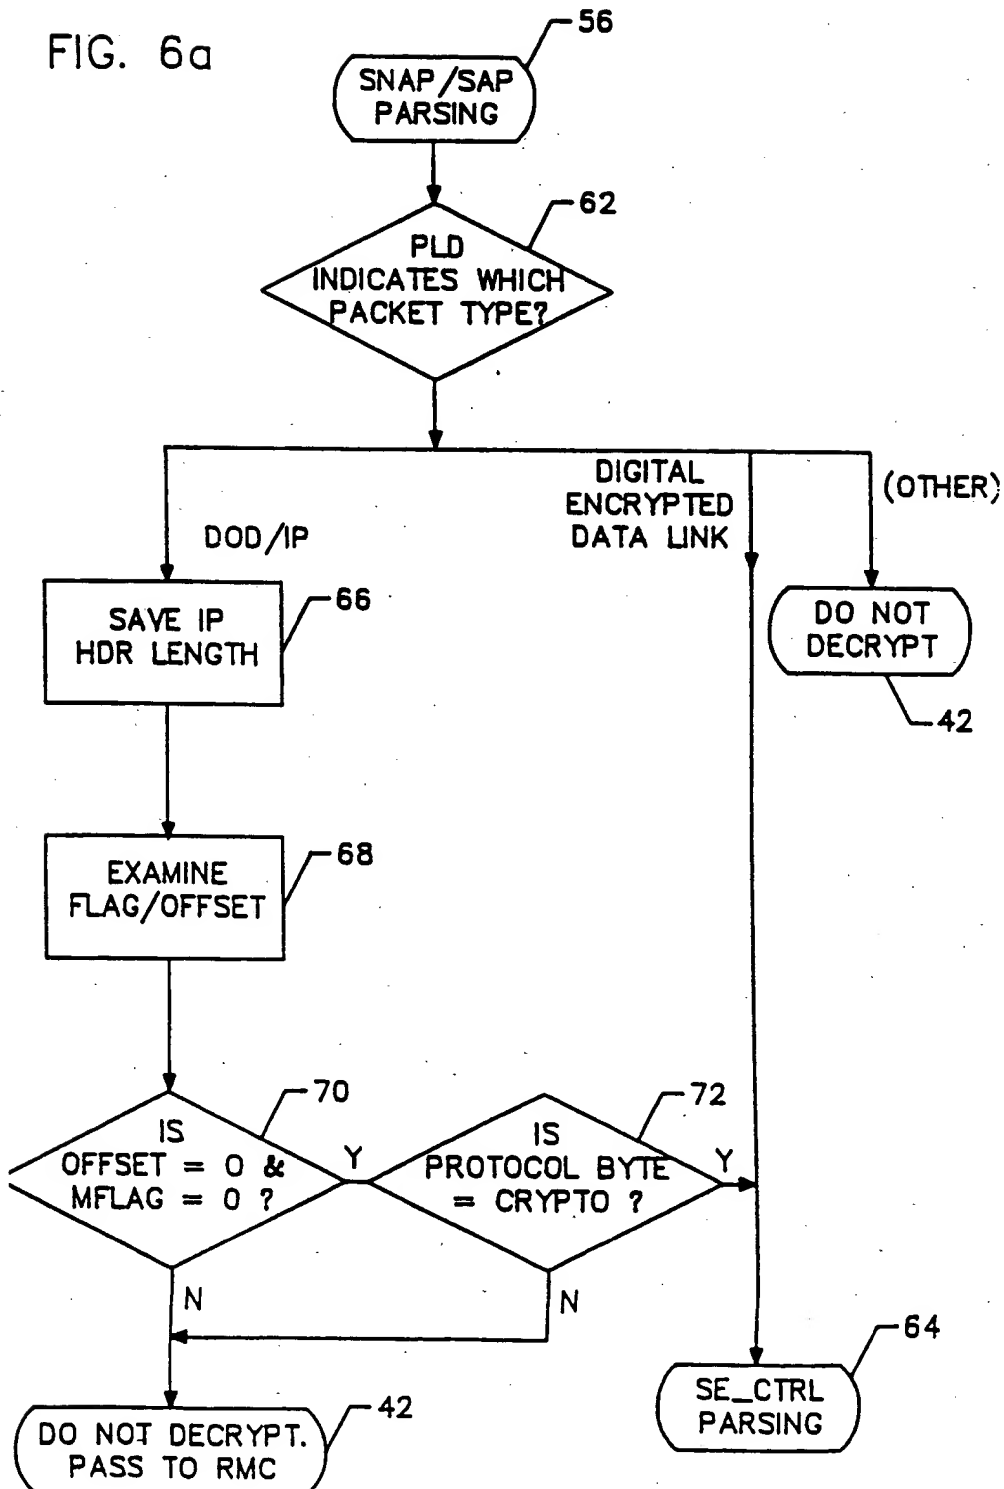 FIG. 6a
56
SNAP/SAP
PARSING
62
PLD
INDICATES WHICH
PACKET TYPE?
DIGITAL
ENCRYPTED
DATA LINK
(OTHER)
DOD/IP
66
SAVE IP
HDR LENGTH
DO NOT
DECRYPT
42
68
EXAMINE
FLAG/OFFSET
70
IS
OFFSET = 0 &
MFLAG = 0 ?
Y
72
IS
PROTOCOL BYTE
= CRYPTO ?
Y
N
N
64
SE_CTRL
PARSING
42
DO NOT DECRYPT.
PASS TO RMC